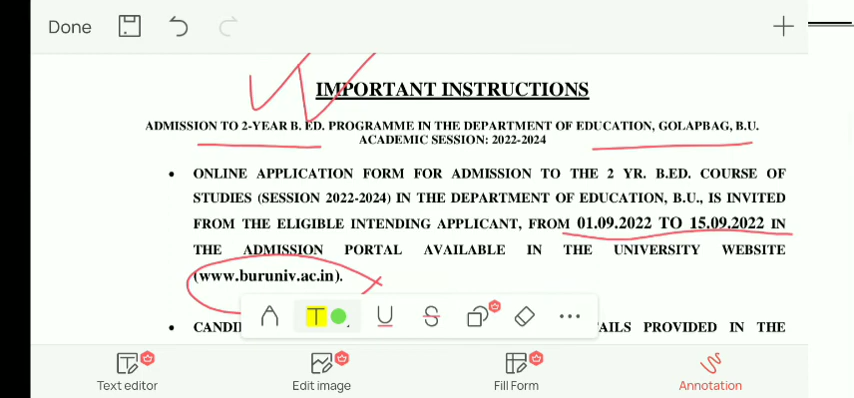 Done
IMPORTANT INSTRUCTIONS
ADMISSION TO 2-YEAR B. ED. PROGRAMME IN THE DEPARTMENT OF EDUCATION, GOLAPBAG, B.U.
ACADEMIC SESSION: 2022-2024
• ONLINE APPLICATION FORM FOR ADMISSION TO THE 2 YR. B.ED. COURSE OF
STUDIES (SESSION 2022-2024) IN THE DEPARTMENT OF EDUCATION, B.U., IS INVITED
FROM THE ELIGIBLE INTENDING APPLICANT, FROM 01.09.2022 TO 15.09.2022 IN
THE ADMISSION PORTAL AVAILABLE IN THE UNIVERSITY WEBSITE
(www.buruniv.ac.in).
T U S
• PROVIDED IN THE
Text editor Edit image Fill Form Annotation